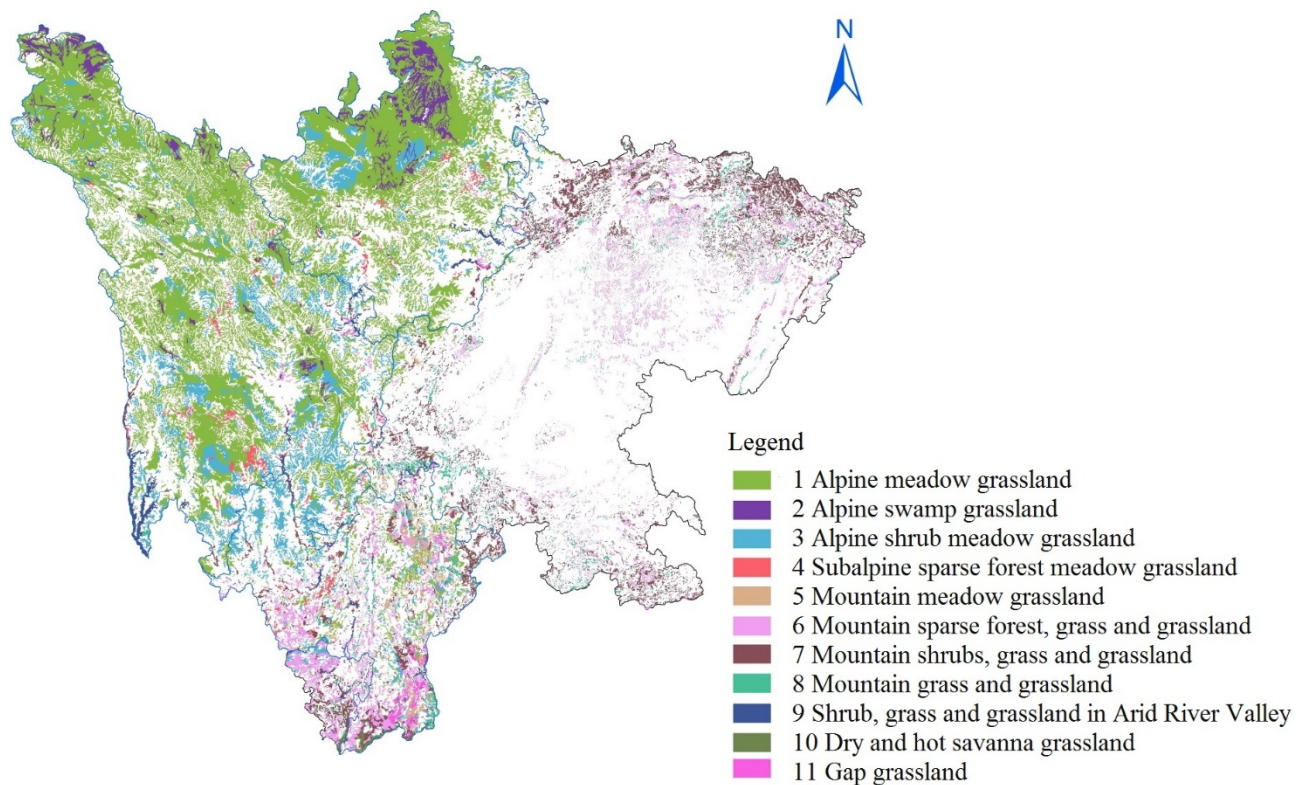 N
Legend
1 Alpine meadow grassland
2 Alpine swamp grassland
3 Alpine shrub meadow grassland
4 Subalpine sparse forest meadow grassland
5 Mountain meadow grassland
6 Mountain sparse forest, grass and grassland
7 Mountain shrubs, grass and grassland
8 Mountain grass and grassland
9 Shrub, grass and grassland in Arid River Valley
10 Dry and hot savanna grassland
11 Gap grassland